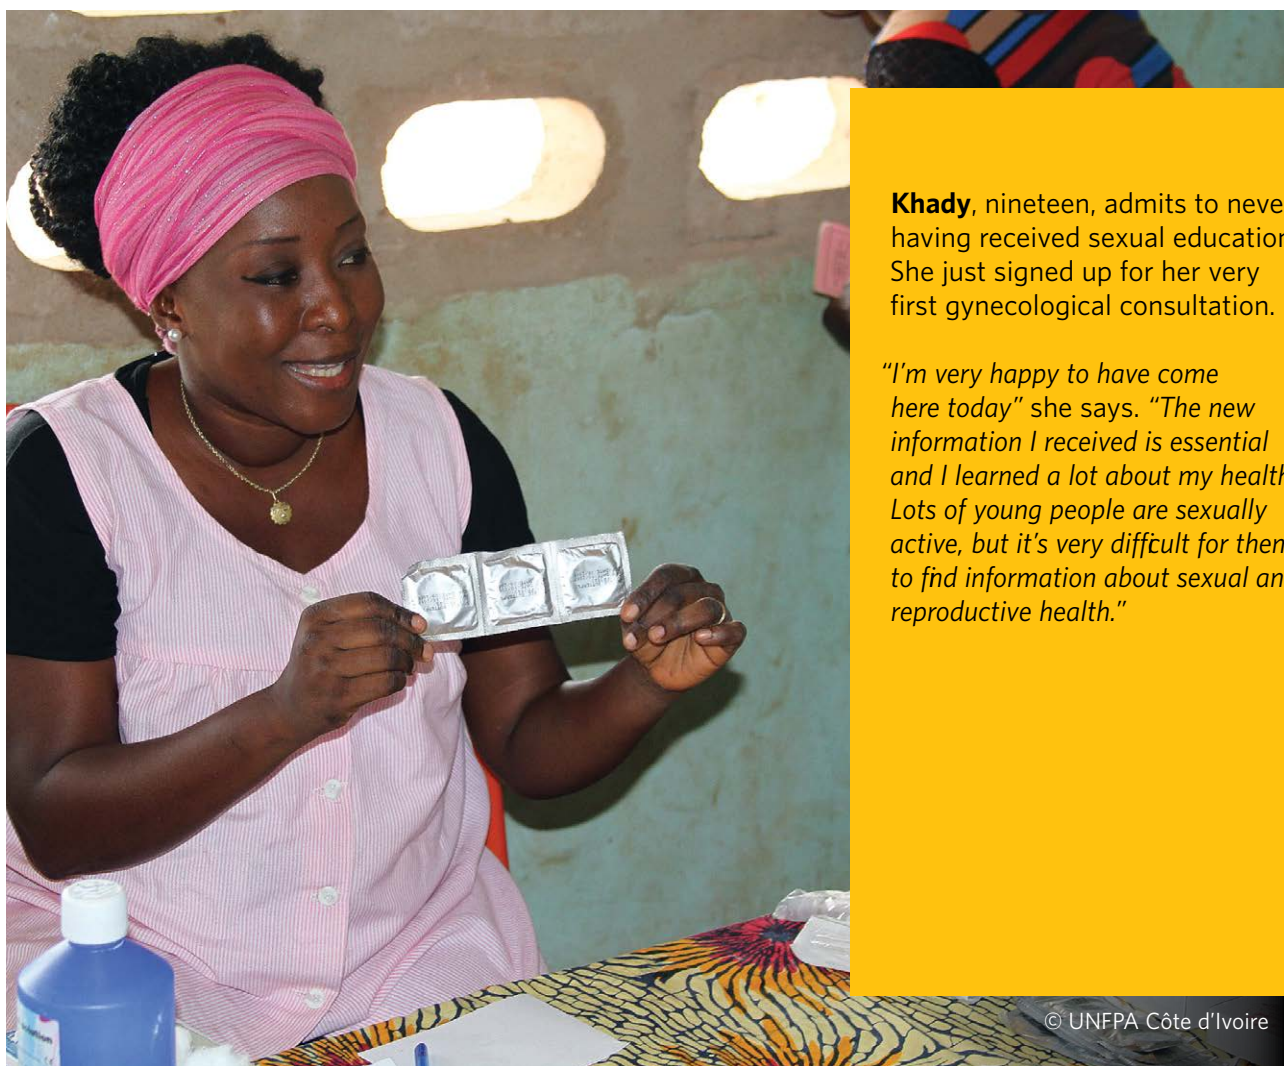 Khady, nineteen, admits to neve
having received sexual education
She just signed up for her very
first gynecological consultation.
“I'm very happy to have come
here today” she says. “The new
information I received is essential
and I learned a lot about my health
Lots of young people are sexually
active, but it's very difficult for them
to find information about sexual an
reproductive health.”
© UNFPA Côte d'Ivoire